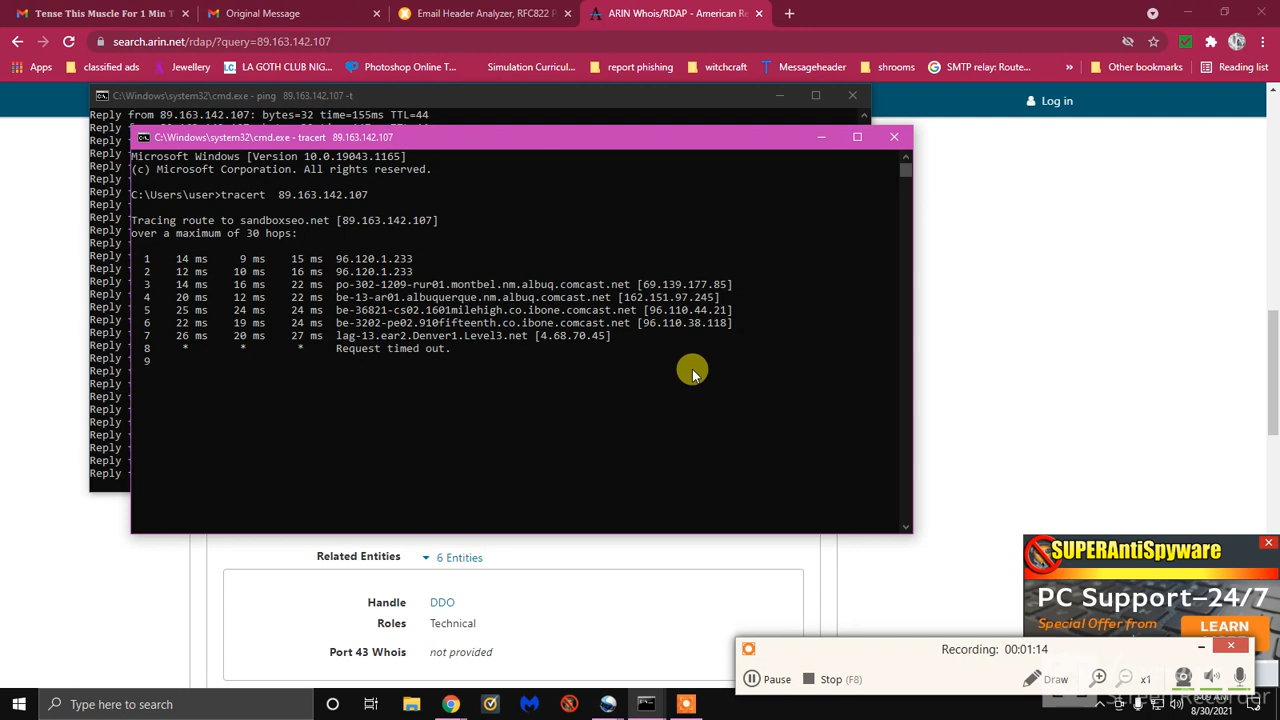 Tense This Muscle For 1 Min T
Original Message
Email Header Analyzer, RFC822 P
ARIN Whois/RDAP - American Re
search.arin.net/rdap/?query=89.163.142.107
Apps
classified ads
Jewellery
LA GOTH CLUB NIG...
Photoshop Online T...
Simulation Curricul...
report phishing
witchcraft
Messageheader
shrooms
SMTP relay: Route...
»
Other bookmarks
Reading list
C:\Windows\system32\cmd.exe - ping 89.163.142.107 -t
Log in
Reply from 89.163.142.107: bytes=32 time=155ms TTL=44
C:\Windows\system32\cmd.exe - tracert 89.163.142.107
Microsoft Windows [Version 10.0.19043.1165]
(c) Microsoft Corporation. All rights reserved.
C:\Users\user>tracert 89.163.142.107
Tracing route to sandboxseo.net [89.163.142.107]
over a maximum of 30 hops:
1 14 ms 9 ms 15 ms 96.120.1.233
2 12 ms 10 ms 16 ms 96.120.1.233
3 14 ms 16 ms 22 ms po-302-1209-rur01.montbel.nm.albuq.comcast.net [69.139.177.85]
4 20 ms 12 ms 22 ms be-13-ar01.albuquerque.nm.albuq.comcast.net [162.151.97.245]
5 25 ms 24 ms 24 ms be-36821-cs02.1601milehigh.co.ibone.comcast.net [96.110.44.21]
6 22 ms 19 ms 24 ms be-3202-pe02.910fifteenth.co.ibone.comcast.net [96.110.38.118]
7 26 ms 20 ms 27 ms lag-13.ear2.Denver1.Level3.net [4.68.70.45]
8 * * * Request timed out.
9
Reply
Reply
Reply
Reply
Reply
Reply
Reply
Reply
Reply
Related Entities 6 Entities
Handle DDO
Roles Technical
Port 43 Whois not provided
SUPERAntiSpyware
PC Support–24/7
Special Offer from
LEARN
Recording: 00:01:14
Pause
Stop (F8)
Draw
x1
Type here to search
8/30/2021